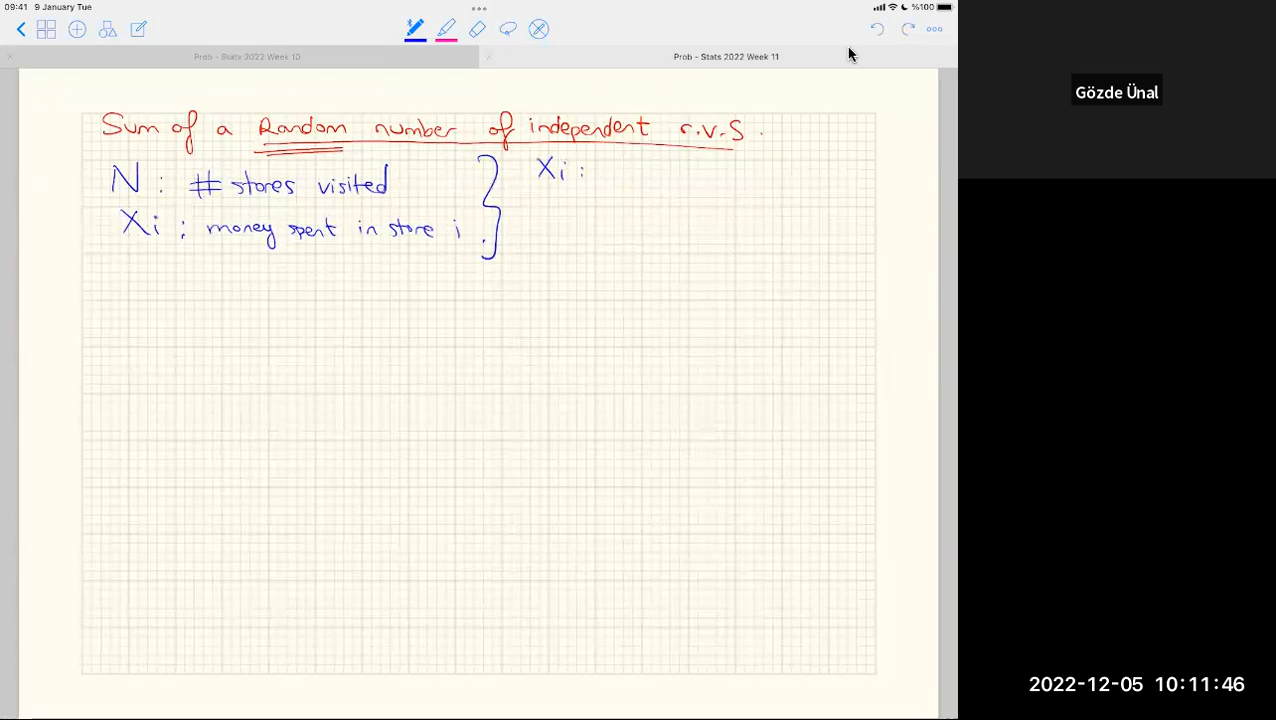 09:41 9 January Tue
%100
Prob - Stats 2022 Week 10
Prob - Stats 2022 Week 11
Gözde Ünal
Sum of a Random number of independent r.v.s.
N : # stores visited
Xi : money spent in store i.
Xi :
2022-12-05 10:11:46